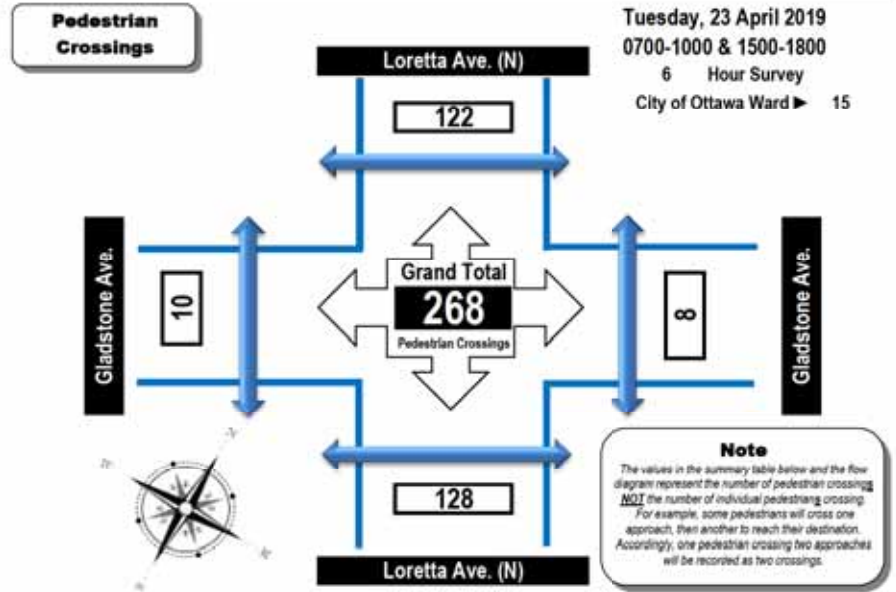 Pedestrian
Crossings
Tuesday, 23 April 2019
0700-1000 & 1500-1800
6 Hour Survey
City of Ottawa Ward ► 15
Loretta Ave. (N)
122
Gladstone Ave.
10
Grand Total
268
Pedestrian Crossings
8
Gladstone Ave.
128
Loretta Ave. (N)
Note
The values in the summary table below and the flow
diagram represent the number of pedestrian crossings
NOT the number of individual pedestrians crossing.
For example, some pedestrians will cross one
approach, then another to reach their destination.
Accordingly, one pedestrian crossing two approaches
will be recorded as two crossings.